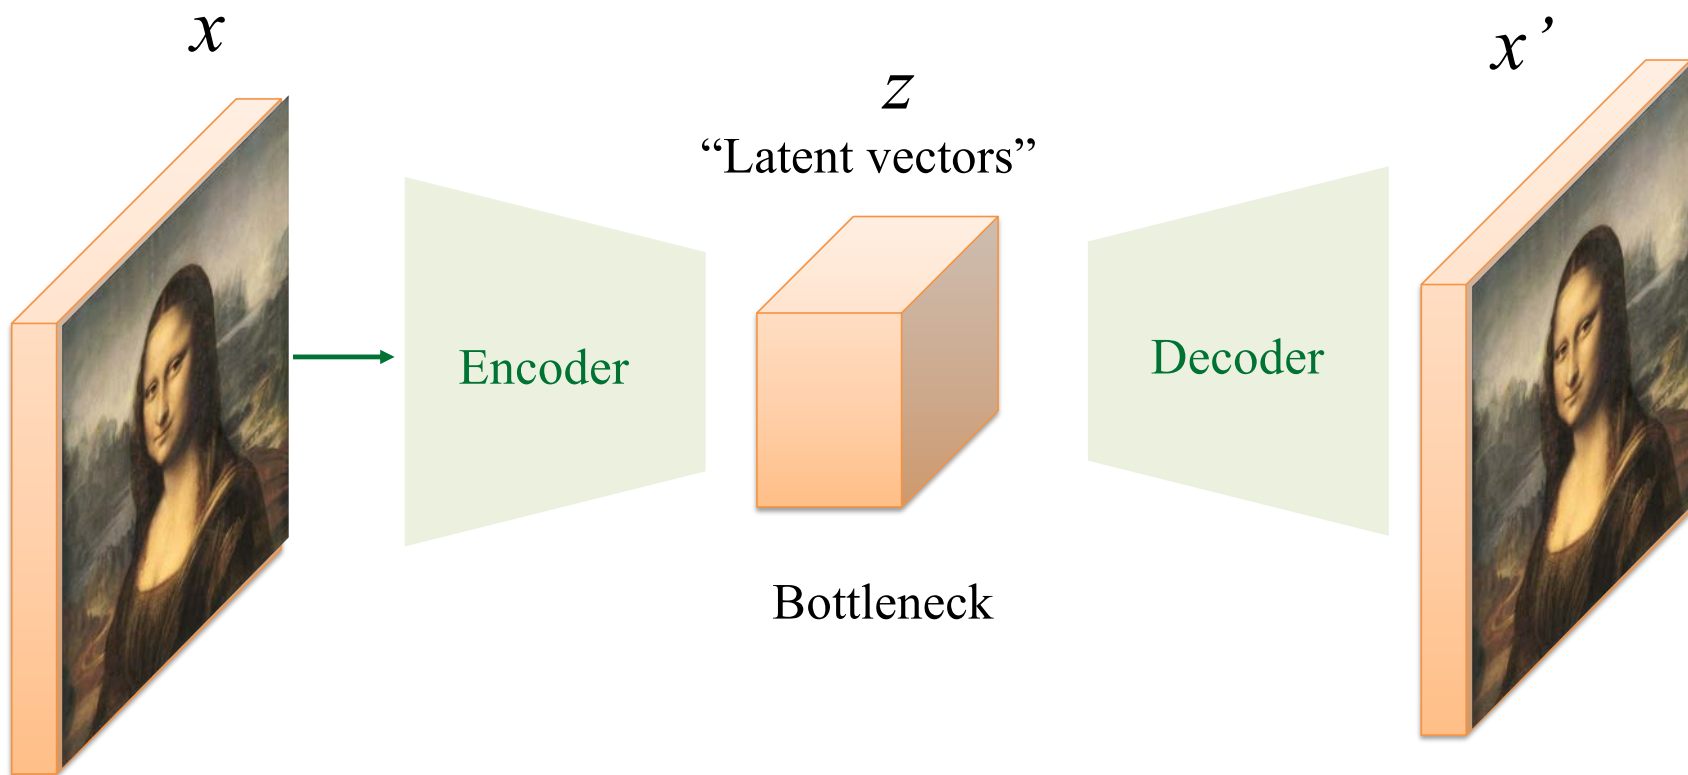 x
z
“Latent vectors”
x’
Encoder
Decoder
Bottleneck